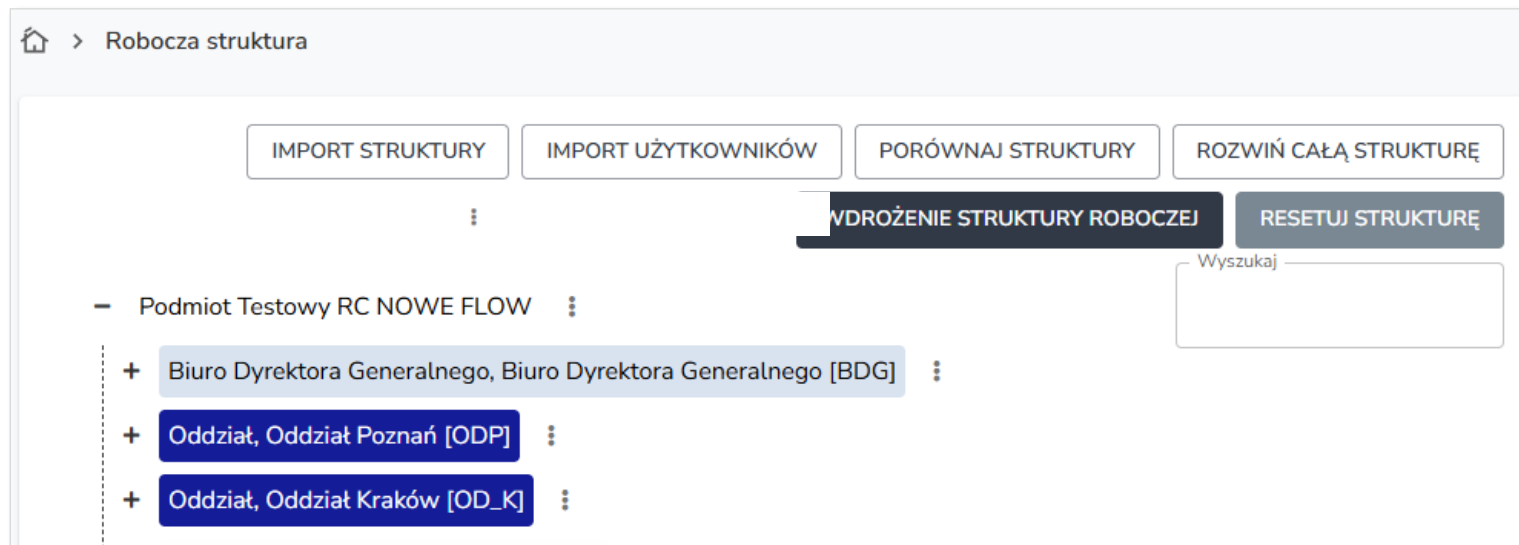 Robocza struktura
IMPORT STRUKTURY IMPORT UŻYTKOWNIKÓW PORÓWNAJ STRUKTURY ROZWIŃ CAŁĄ STRUKTURĘ
WDROŻENIE STRUKTURY ROBOCZEJ RESETUJ STRUKTURĘ
Wyszukaj
Podmiot Testowy RC NOWE FLOW
Biuro Dyrektora Generalnego, Biuro Dyrektora Generalnego [BDG]
Oddział, Oddział Poznań [ODP]
Oddział, Oddział Kraków [OD_K]